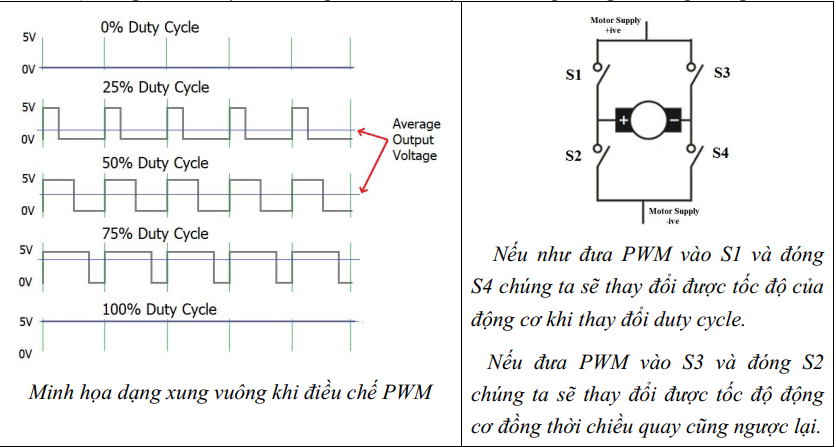 0% Duty Cycle
5V
0V
25% Duty Cycle
5V
0V
Average
Output
Voltage
50% Duty Cycle
5V
0V
75% Duty Cycle
5V
0V
100% Duty Cycle
5V
0V
Minh họa dạng xung vuông khi điều chế PWM
Motor Supply
+ive
S1
S3
+
−
S2
S4
Motor Supply
-ive
Nếu như đưa PWM vào S1 và đóng
S4 chúng ta sẽ thay đổi được tốc độ của
động cơ khi thay đổi duty cycle.
Nếu đưa PWM vào S3 và đóng S2
chúng ta sẽ thay đổi được tốc độ động
cơ đồng thời chiều quay cũng ngược lại.